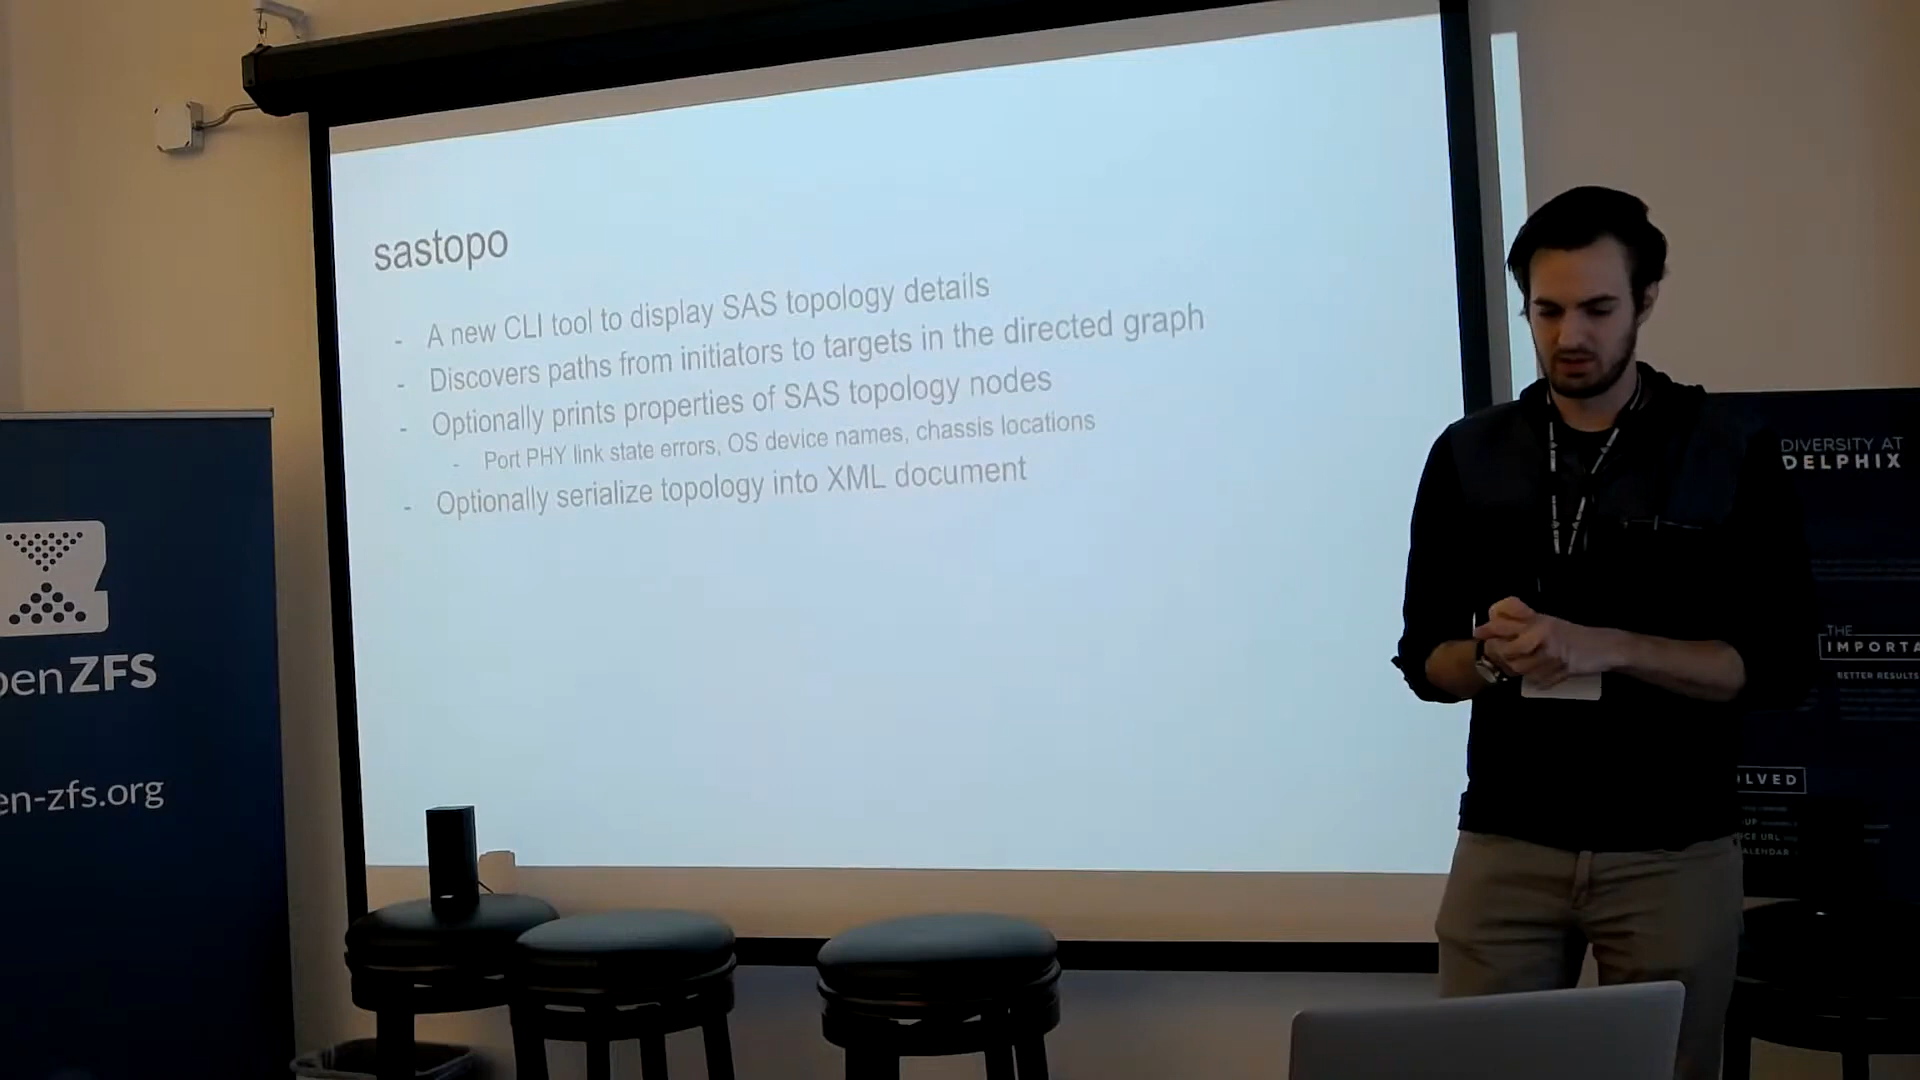 sastopo
- A new CLI tool to display SAS topology details
- Discovers paths from initiators to targets in the directed graph
- Optionally prints properties of SAS topology nodes
- Port PHY link state errors, OS device names, chassis locations
- Optionally serialize topology into XML document
penZFS
en-zfs.org
DIVERSITY AT
DELPHIX
THE
IMPORTA
BETTER RESULTS
OLVED